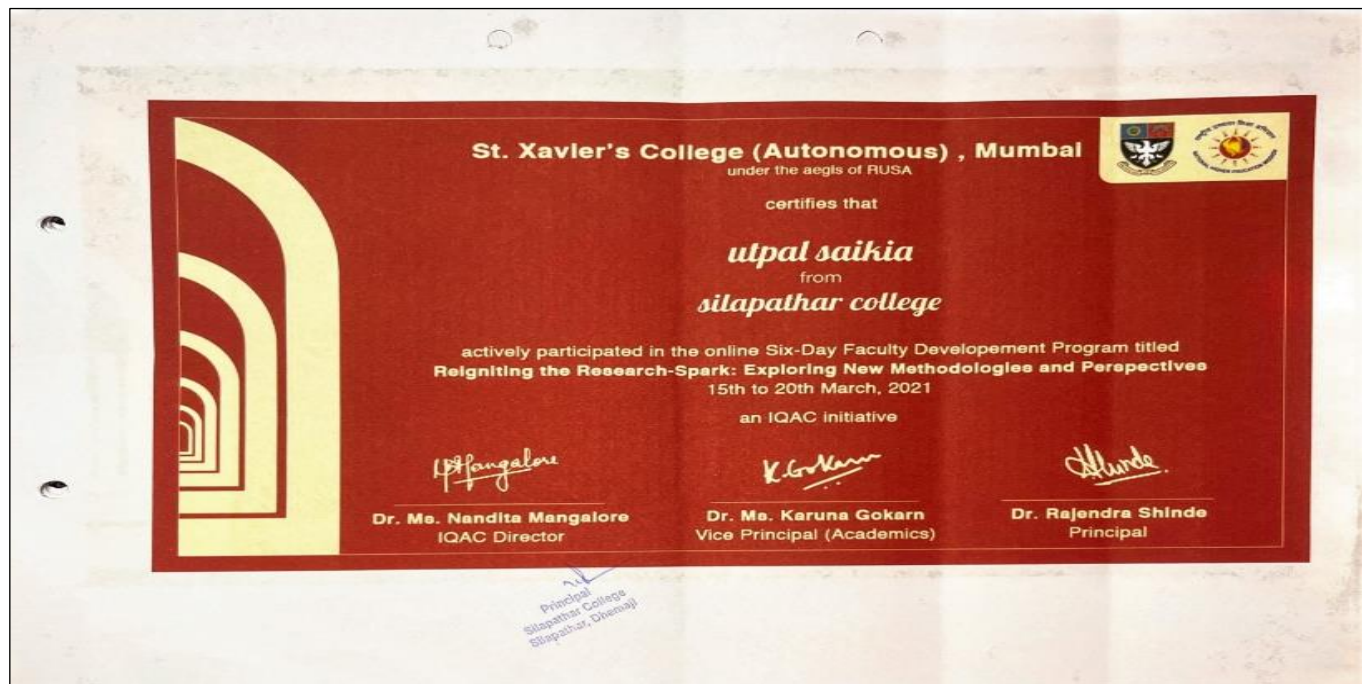 St. Xavier's College (Autonomous) , Mumbai
under the aegis of RUSA
certifies that
utpal saikia
from
silapathar college
actively participated in the online Six-Day Faculty Developement Program titled
Reigniting the Research-Spark: Exploring New Methodologies and Perspectives
15th to 20th March, 2021
an IQAC initiative
K. Gokarn
Dr. Ms. Nandita Mangalore
IQAC Director
Dr. Ms. Karuna Gokarn
Vice Principal (Academics)
Dr. Rajendra Shinde
Principal
Principal
Silapathar College
Silapathar, Dhemaji